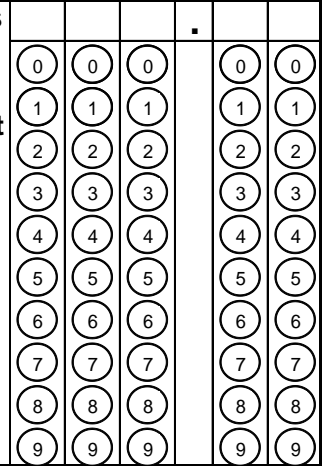 s .
0 0 0 0 0
1 1 1 1 1
t
2 2 2 2 2
3 3 3 3 3
4 4 4 4 4
5 5 5 5 5
6 6 6 6 6
7 7 7 7 7
8 8 8 8 8
9 9 9 9 9